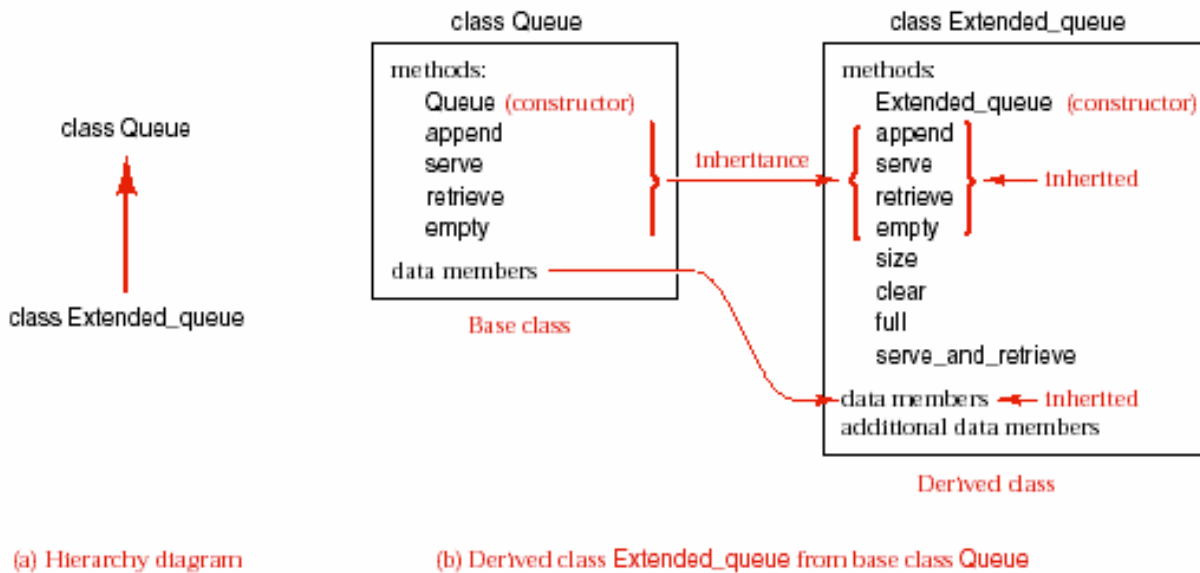 class Queue
class Extended_queue
(a) Hierarchy diagram
class Queue
methods:
Queue (constructor)
append
serve
retrieve
empty
data members
Base class
inheritance
class Extended_queue
methods:
Extended_queue (constructor)
append
serve
retrieve
empty
inherited
size
clear
full
serve_and_retrieve
data members inherited
additional data members
Derived class
(b) Derived class Extended_queue from base class Queue